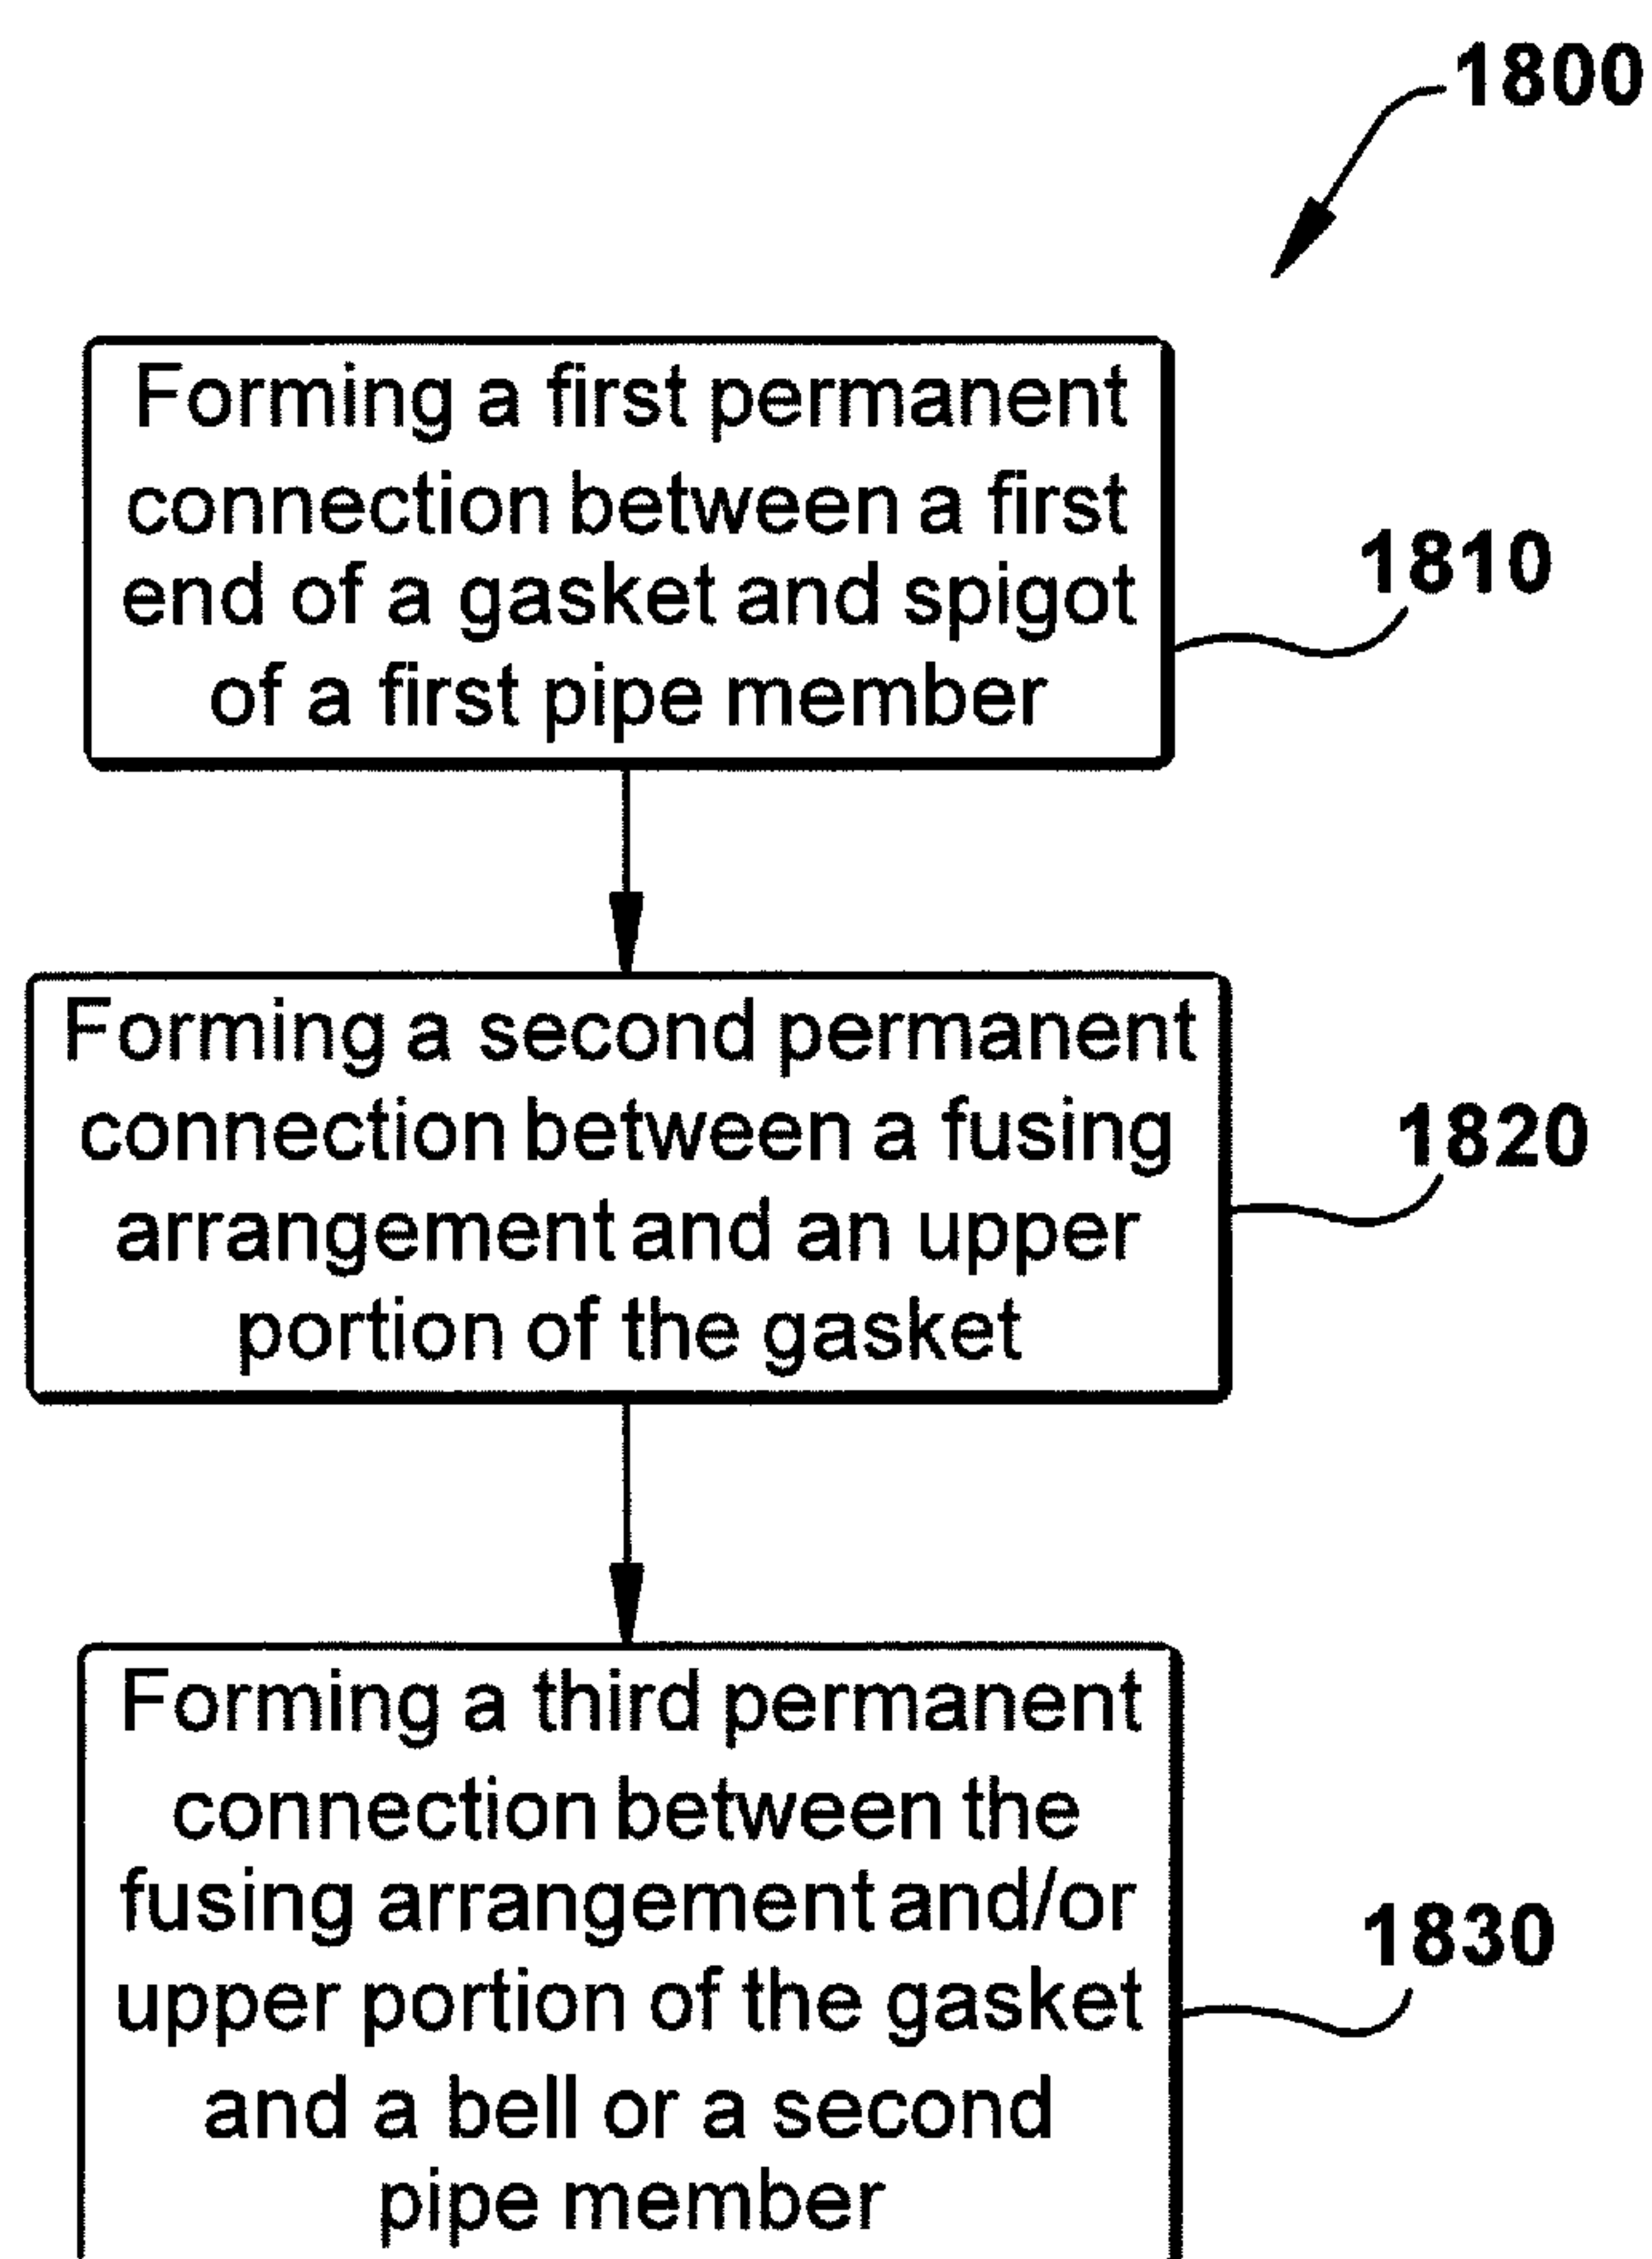 1800
Forming a first permanent
connection between a first
end of a gasket and spigot
of a first pipe member
1810
Forming a second permanent
connection between a fusing
arrangement and an upper
portion of the gasket
1820
Forming a third permanent
connection between the
fusing arrangement and/or
upper portion of the gasket
and a bell or a second
pipe member
1830